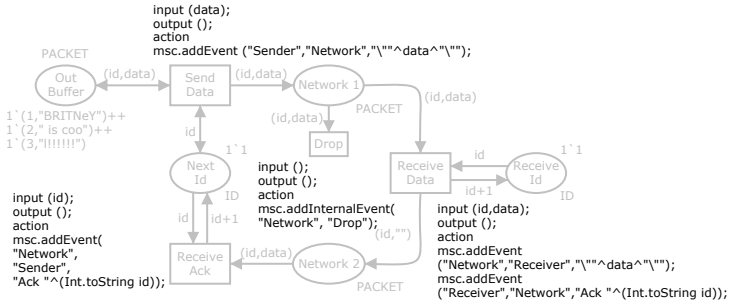 input (data);
output ();
action
msc.addEvent ("Sender","Network","\""^data^"\"");
PACKET
Out
Buffer
(id,data)
Send
Data
(id,data)
Network 1
(id,data)
PACKET
1`(1,"BRITNeY")++
1`(2," is coo")++
1`(3,"l!!!!!!")
(id,data)
Drop
id
1`1
Next
Id
ID
input ();
output ();
action
msc.addInternalEvent(
"Network", "Drop");
Receive
Data
id
id+1
1`1
Receive
Id
ID
input (id);
output ();
action
msc.addEvent(
"Network",
"Sender",
"Ack "^(Int.toString id));
id
id+1
Receive
Ack
(id,data)
Network 2
PACKET
(id,"")
input (id,data);
output ();
action
msc.addEvent
("Network","Receiver","\""^data^"\"");
msc.addEvent
("Receiver","Network","Ack "^(Int.toString id));